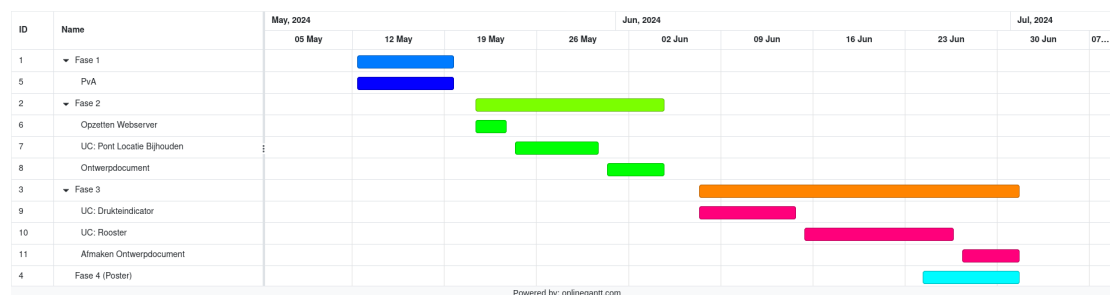 ID Name May, 2024 Jun, 2024 Jul, 2024
05 May 12 May 19 May 26 May 02 Jun 09 Jun 16 Jun 23 Jun 30 Jun 07...
1 Fase 1
5 PvA
2 Fase 2
6 Opzetten Webserver
7 UC: Pont Locatie Bijhouden
8 Ontwerpdocument
3 Fase 3
9 UC: Drukteindicator
10 UC: Rooster
11 Afmaken Ontwerpdocument
4 Fase 4 (Poster)
Powered by: onlinegantt.com